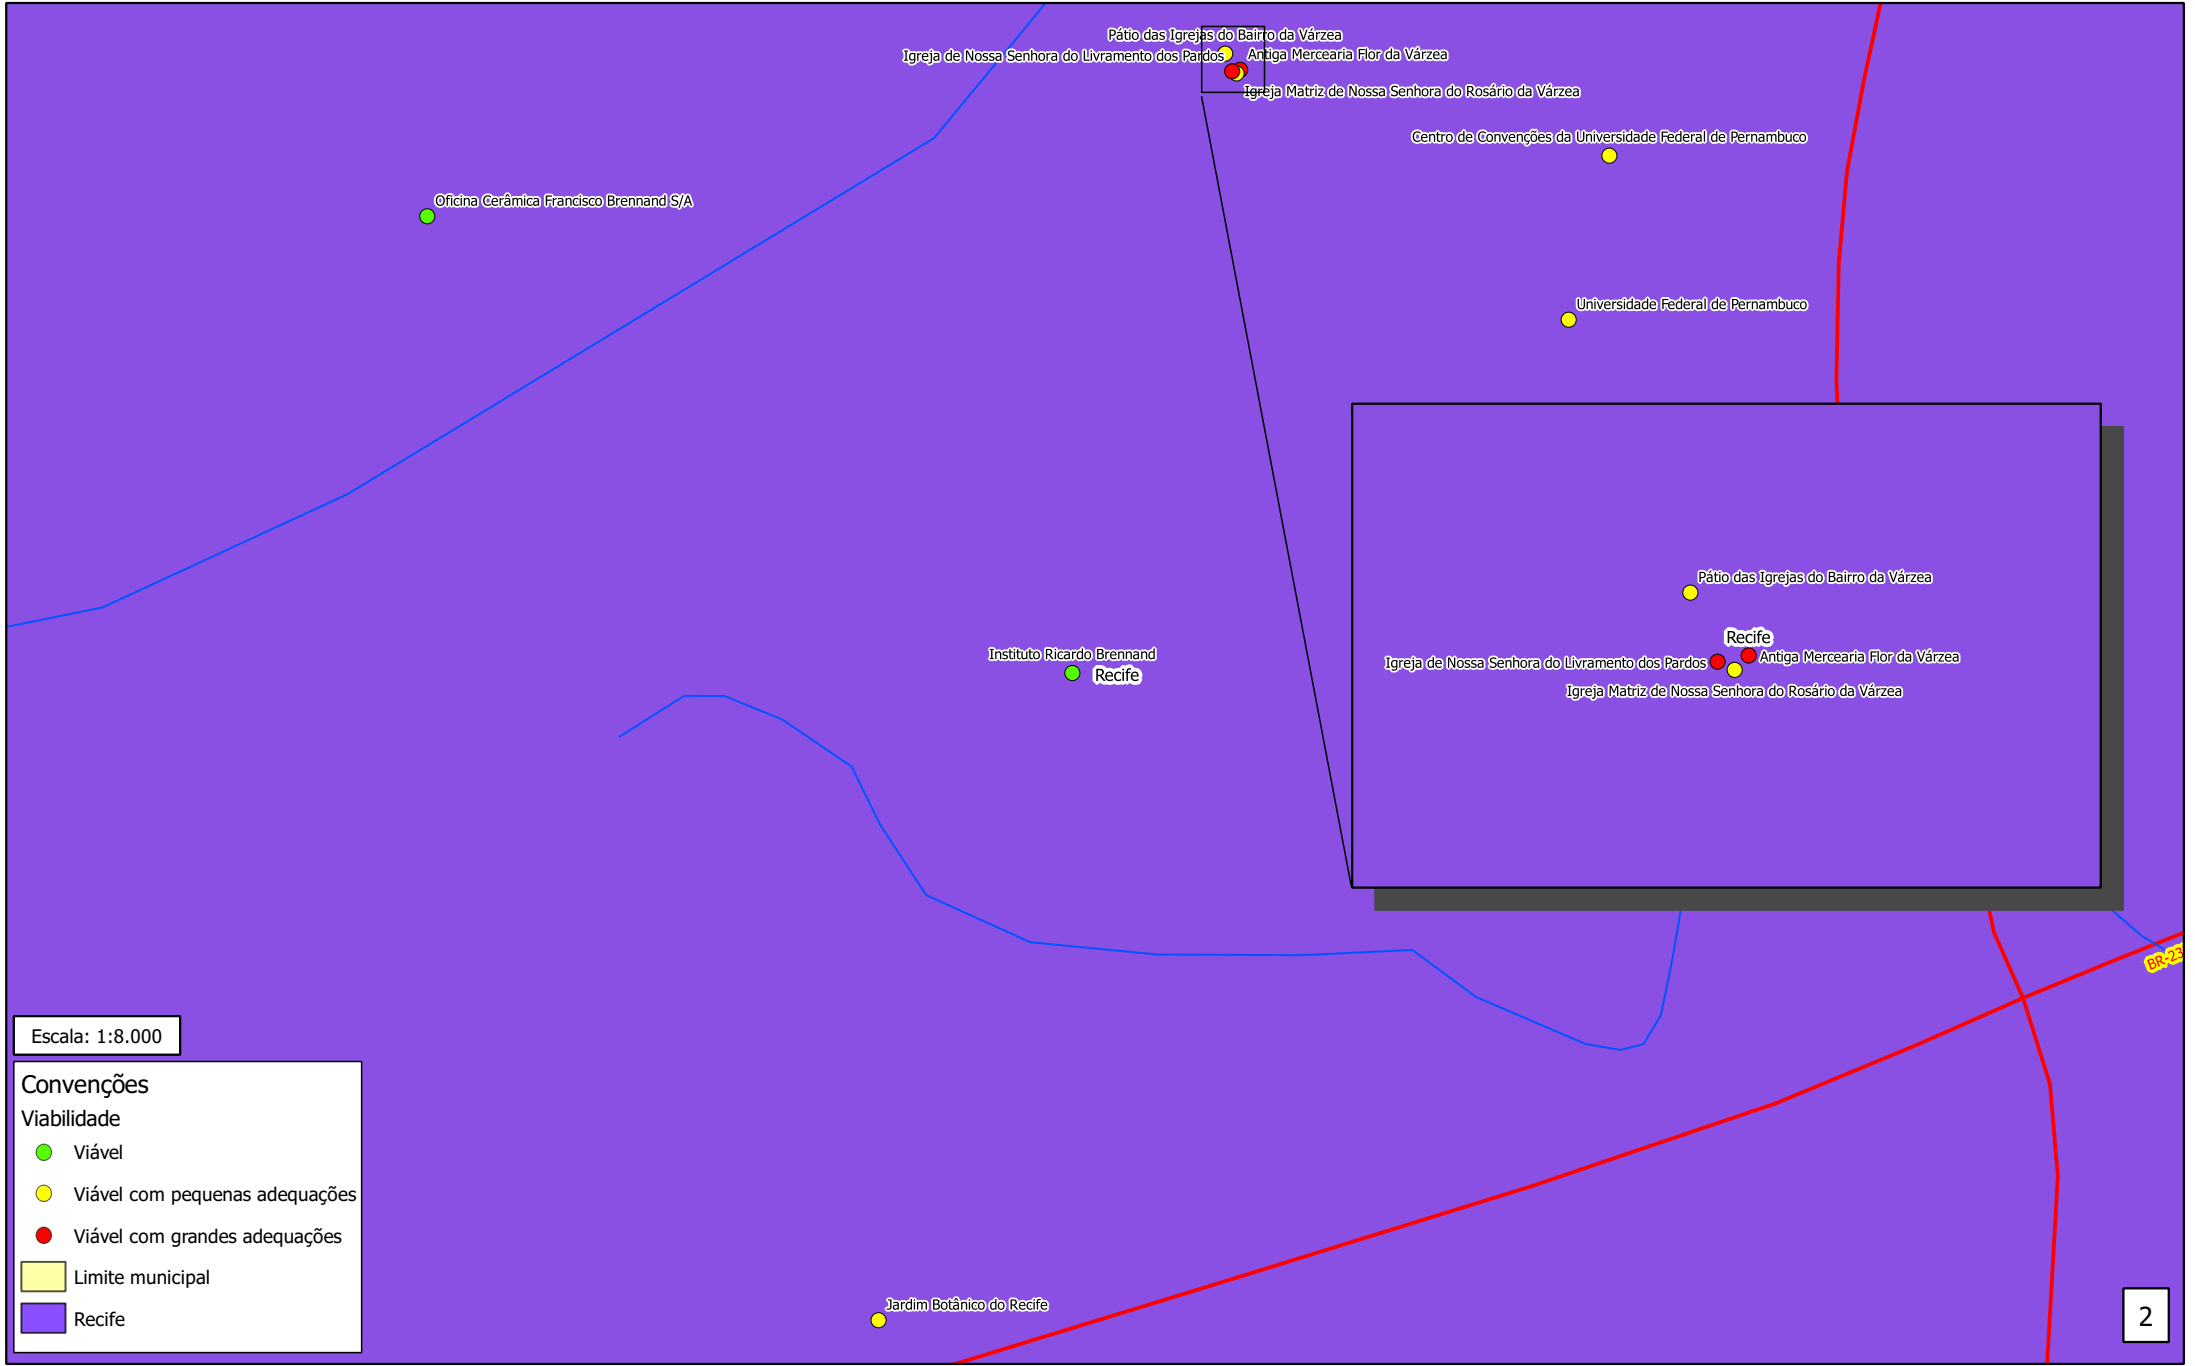 Pátio das Igrejas do Bairro da Várzea
Igreja de Nossa Senhora do Livramento dos Pardos
Antiga Mercearia Flor da Várzea
Igreja Matriz de Nossa Senhora do Rosário da Várzea
Centro de Convenções da Universidade Federal de Pernambuco
Oficina Cerâmica Francisco Brennand S/A
Universidade Federal de Pernambuco
Pátio das Igrejas do Bairro da Várzea
Recife
Igreja de Nossa Senhora do Livramento dos Pardos
Antiga Mercearia Flor da Várzea
Igreja Matriz de Nossa Senhora do Rosário da Várzea
Instituto Ricardo Brennand
Recife
BR-23
Escala: 1:8.000
Convenções
Viabilidade
Viável
Viável com pequenas adequações
Viável com grandes adequações
Limite municipal
Recife
Jardim Botânico do Recife
2